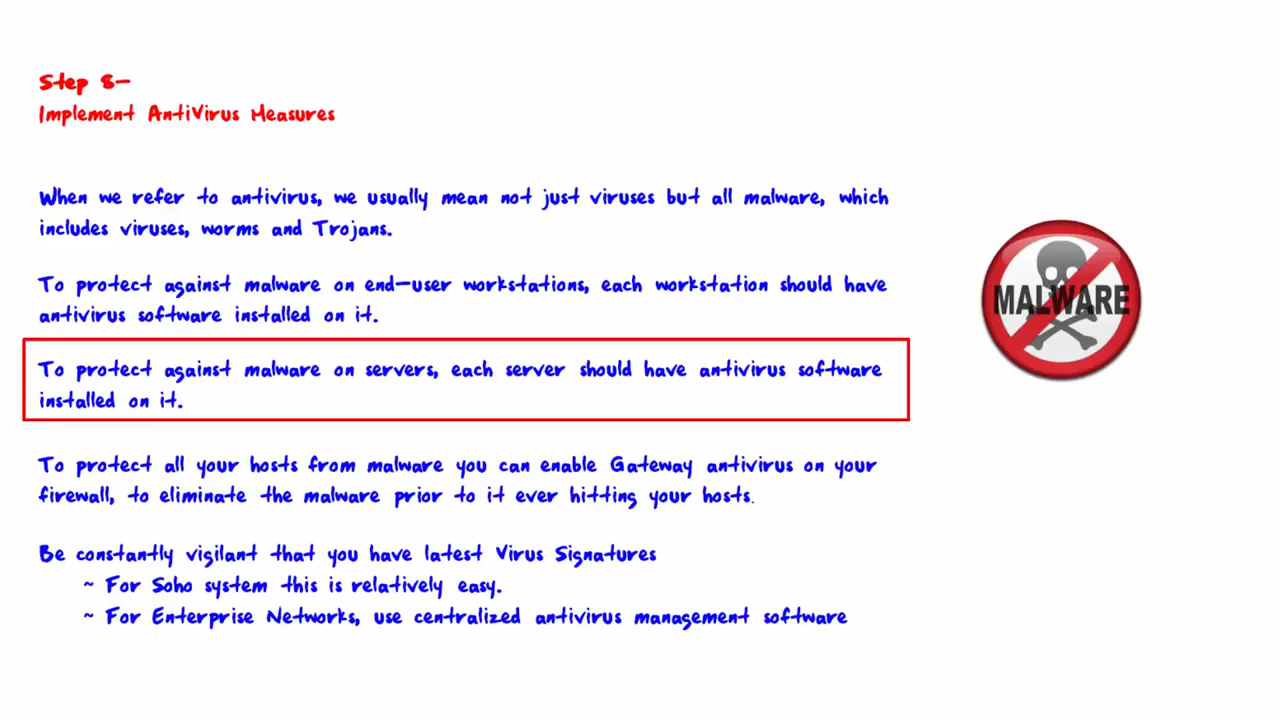 Step 8-
Implement AntiVirus Measures
When we refer to antivirus, we usually mean not just viruses but all malware, which
includes viruses, worms and Trojans.
To protect against malware on end-user workstations, each workstation should have
antivirus software installed on it.
To protect against malware on servers, each server should have antivirus software
installed on it.
To protect all your hosts from malware you can enable Gateway antivirus on your
firewall, to eliminate the malware prior to it ever hitting your hosts.
Be constantly vigilant that you have latest Virus Signatures
~ For Soho system this is relatively easy.
~ For Enterprise Networks, use centralized antivirus management software
MALWARE